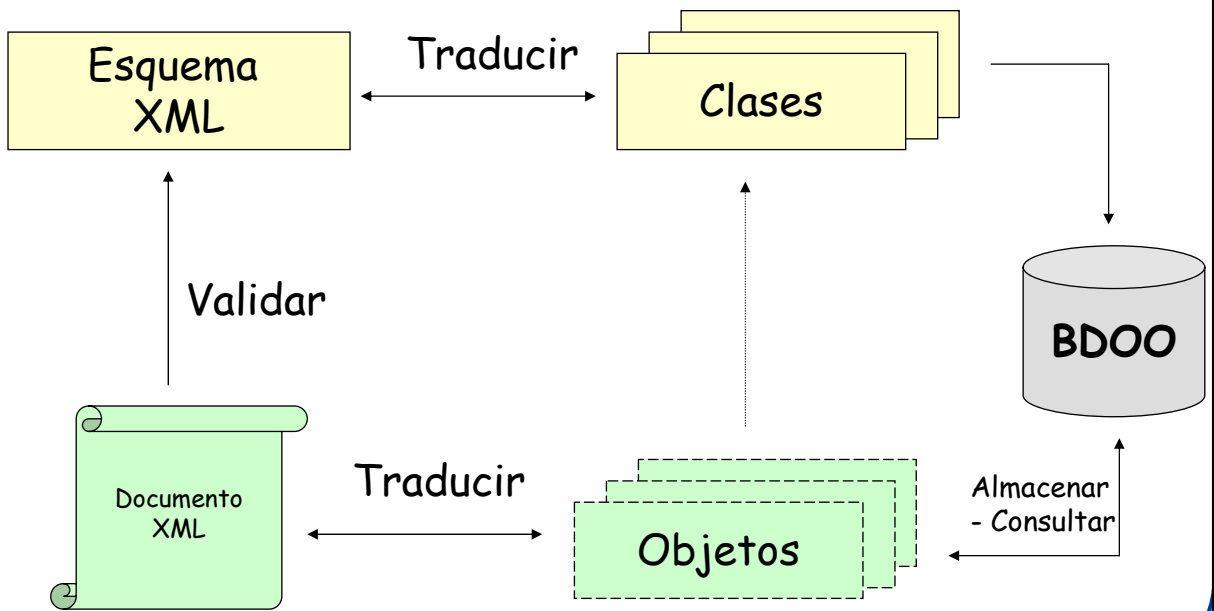 Esquema
XML
Traducir
Clases
Validar
BDOO
Documento
XML
Traducir
Objetos
Almacenar
- Consultar